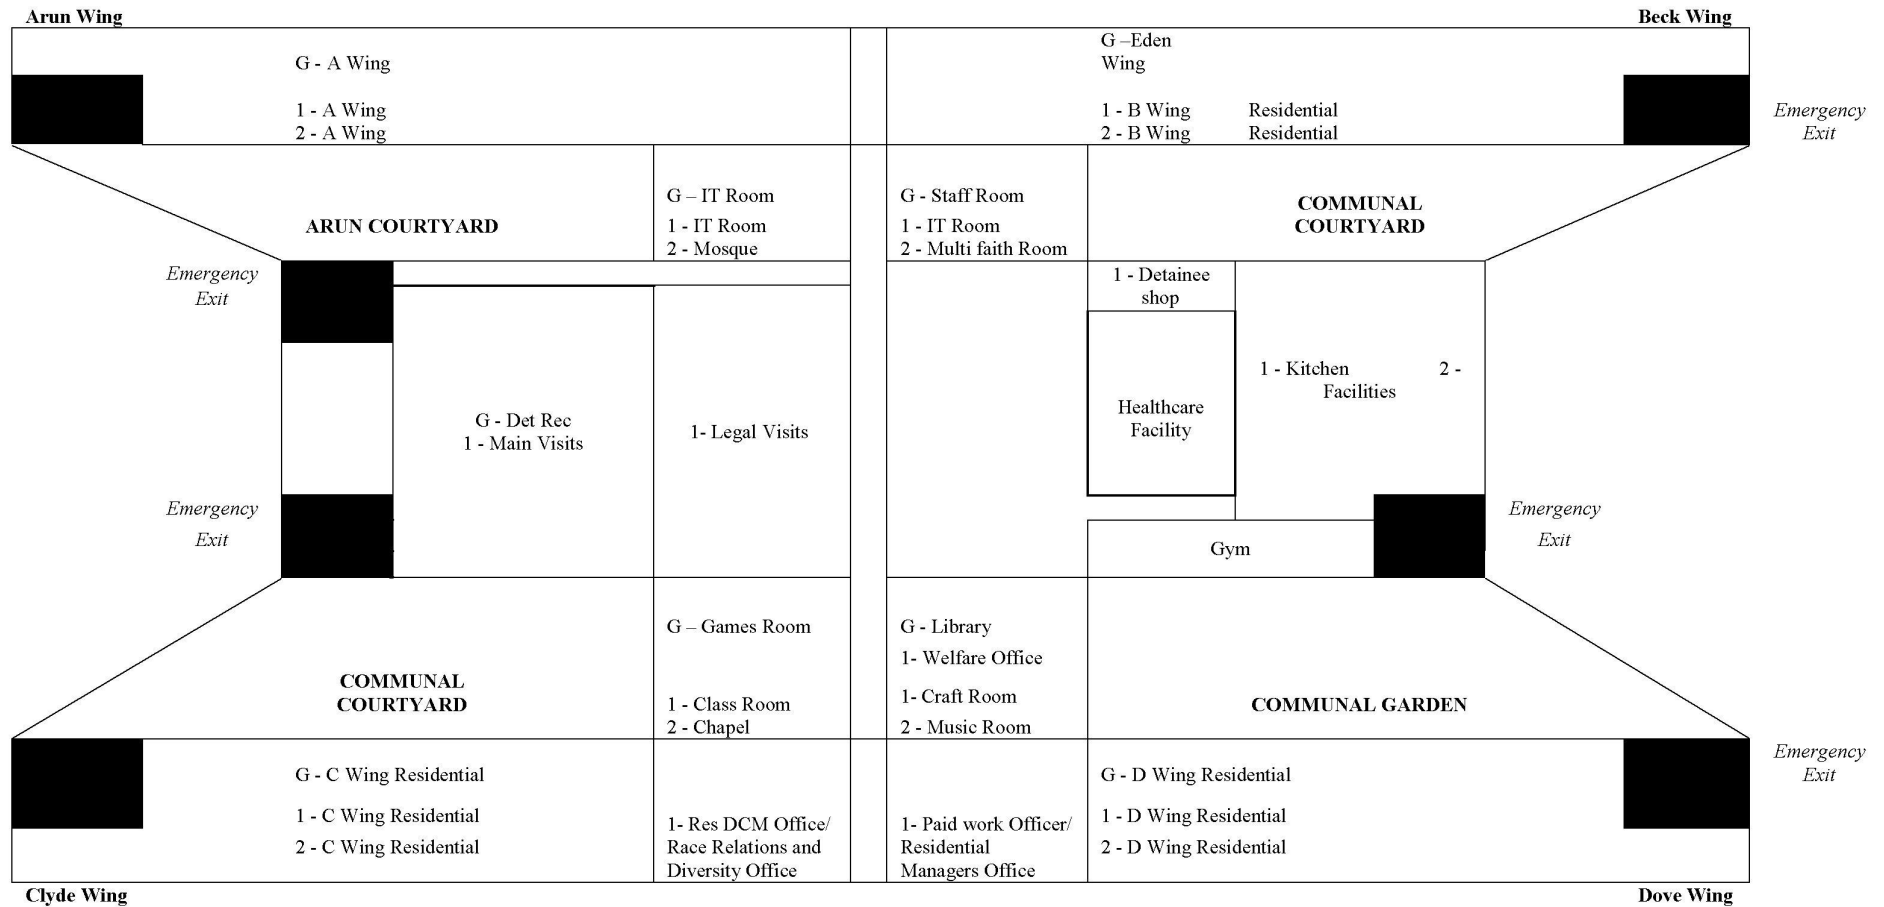 Arun Wing
Beck Wing
G - A Wing
1 - A Wing
2 - A Wing
G –Eden
Wing
1 - B Wing Residential
2 - B Wing Residential
Emergency
Exit
ARUN COURTYARD
G – IT Room
1 - IT Room
2 - Mosque
G - Staff Room
1 - IT Room
2 - Multi faith Room
COMMUNAL
COURTYARD
Emergency
Exit
G - Det Rec
1 - Main Visits
1- Legal Visits
1 - Detainee
shop
Healthcare
Facility
1 - Kitchen 2 -
Facilities
Emergency
Exit
Gym
Emergency
Exit
COMMUNAL
COURTYARD
G – Games Room
1 - Class Room
2 - Chapel
G - Library
1- Welfare Office
1- Craft Room
2 - Music Room
COMMUNAL GARDEN
G - C Wing Residential
1 - C Wing Residential
2 - C Wing Residential
1- Res DCM Office/
Race Relations and
Diversity Office
1- Paid work Officer/
Residential
Managers Office
G - D Wing Residential
1 - D Wing Residential
2 - D Wing Residential
Emergency
Exit
Clyde Wing
Dove Wing